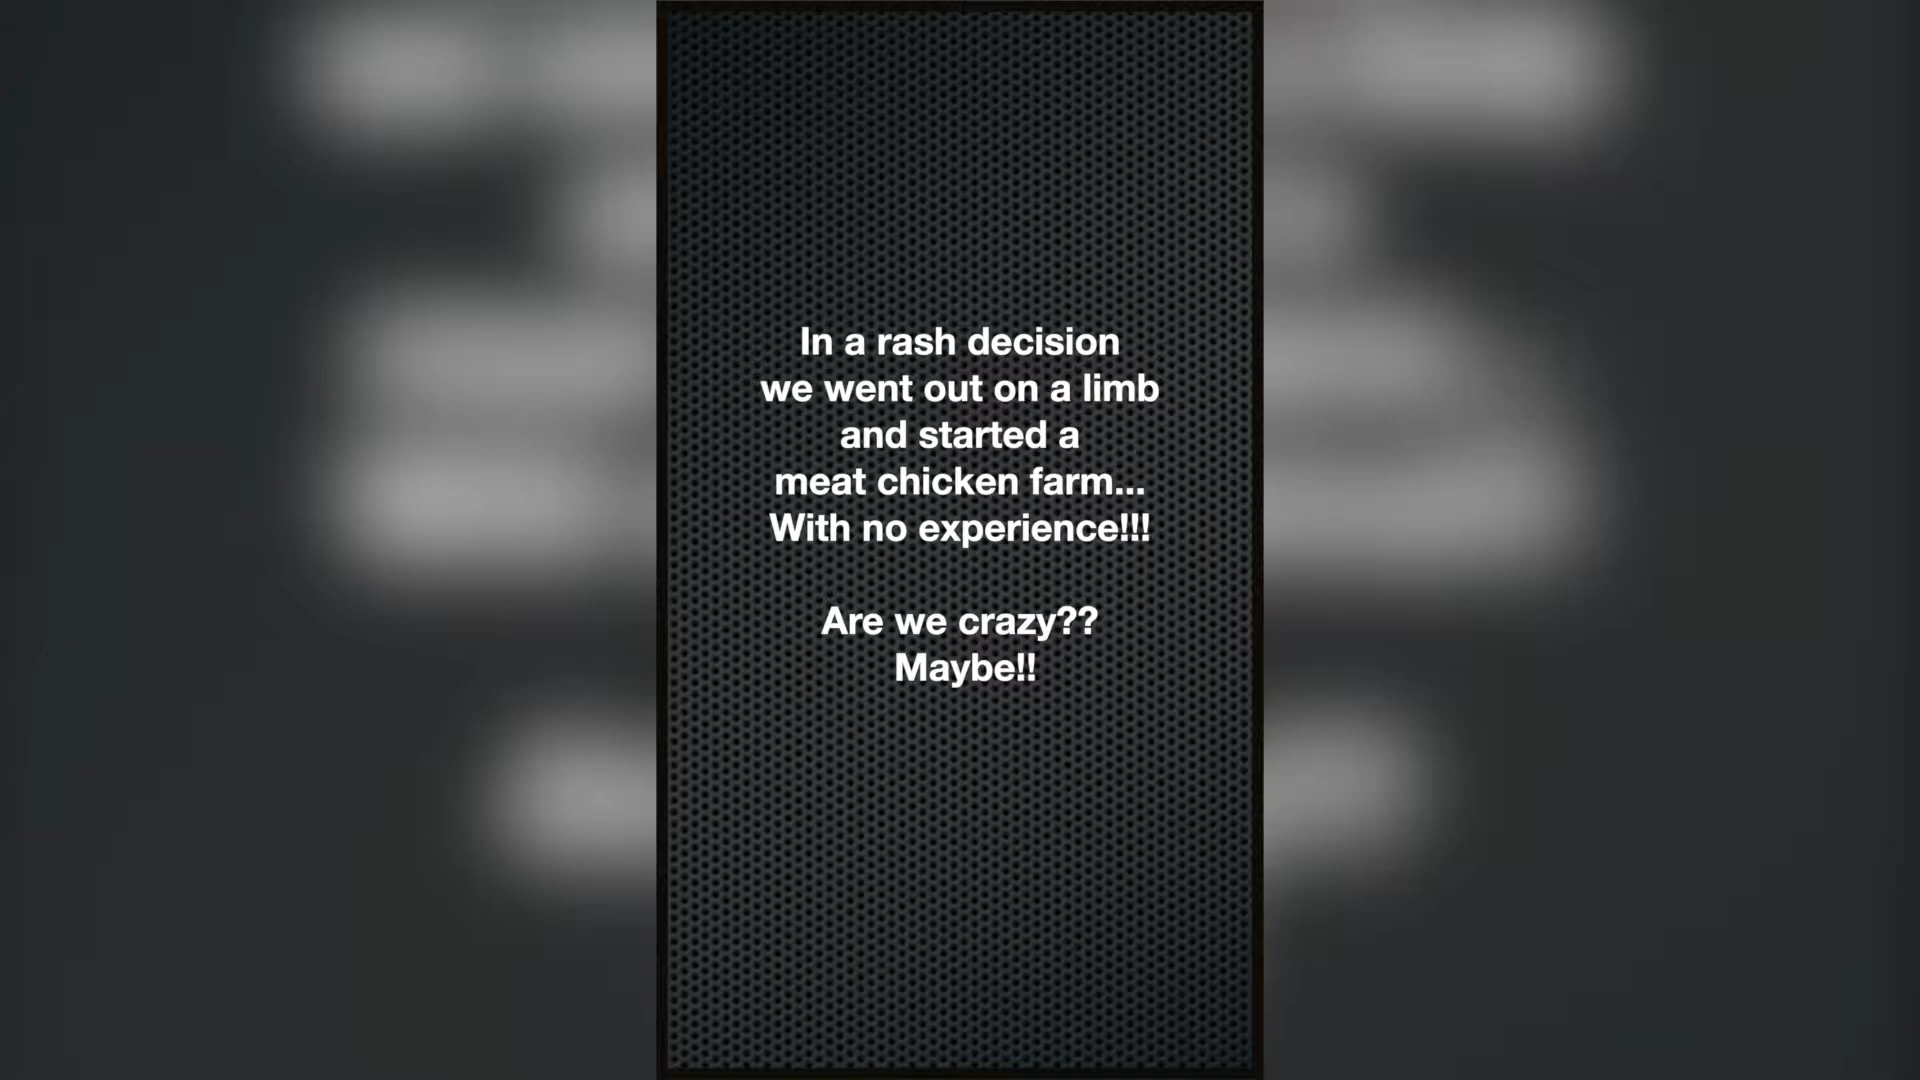 In a rash decision
we went out on a limb
and started a
meat chicken farm...
With no experience!!!
Are we crazy??
Maybe!!